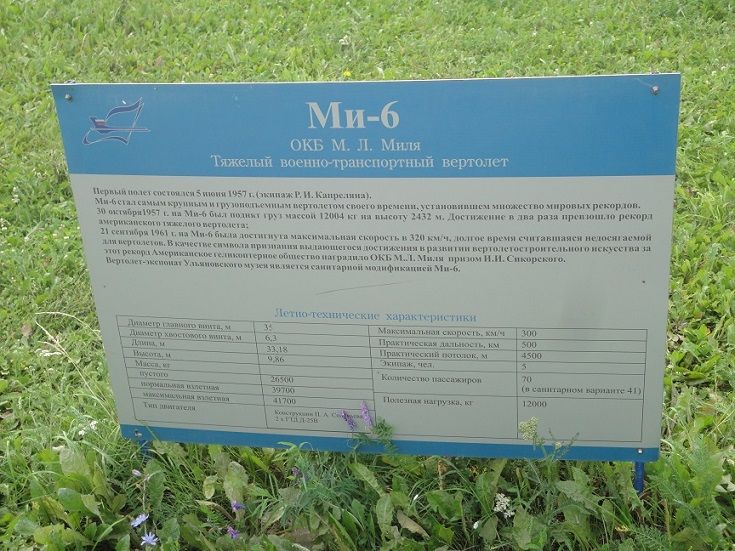 Ми-6
ОКБ М. Л. Миля
Тяжелый военно-транспортный вертолет
Первый полет состоялся 5 июня 1957 г. (экипаж Р. И. Капрэляна).
Ми-6 стал самым крупным и грузоподъемным вертолетом своего времени, установившем множество мировых рекордов.
30 октября1957 г. на Ми-6 был поднят груз массой 12004 кг на высоту 2432 м. Достижение в два раза превзошло рекорд
американского тяжелого вертолета;
21 сентября 1961 г. на Ми-6 была достигнута максимальная скорость в 320 км/ч, долгое время считавшаяся недосягаемой
для вертолетов. В качестве символа признания выдающегося достижения в развитии вертолетостроительного искусства за
этот рекорд Американское геликоптерное общество наградило ОКБ М.Л. Миля призом И.И. Сикорского.
Вертолет-экспонат Ульяновского музея является санитарной модификацией Ми-6.
Летно-технические характеристики
Диаметр главного винта, м 35
Диаметр хвостового винта, м 6,3
Длина, м 33,18
Высота, м 9,86
Масса, кг
пустого 26500
нормальная взлетная 39700
максимальная взлетная 41700
Тип двигателя Конструкции П. А.
2 х ГТД Д-25В
Максимальная скорость, км/ч 300
Практическая дальность, км 500
Практический потолок, м 4500
Экипаж, чел. 5
Количество пассажиров 70
(в санитарном варианте 41)
Полезная нагрузка, кг 12000